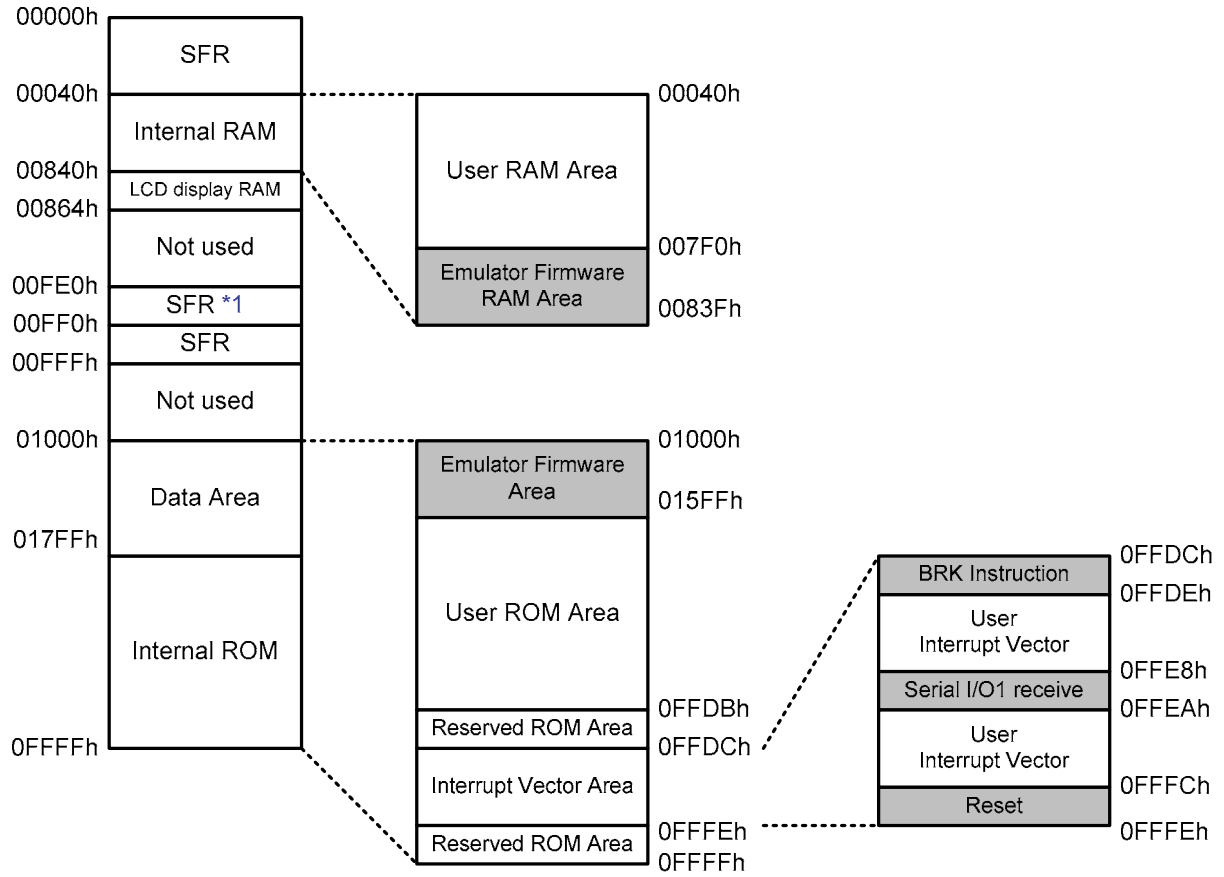 00000h
SFR
00040h
Internal RAM
00840h
LCD display RAM
00864h
Not used
00FE0h
SFR *1
00FF0h
SFR
00FFFh
Not used
01000h
Data Area
017FFh
Internal ROM
0FFFFh
00040h
User RAM Area
007F0h
Emulator Firmware
RAM Area
0083Fh
01000h
Emulator Firmware
Area
015FFh
User ROM Area
0FFDBh
Reserved ROM Area
0FFDCh
Interrupt Vector Area
0FFFEh
Reserved ROM Area
0FFFFh
0FFDCh
BRK Instruction
0FFDEh
User
Interrupt Vector
0FFE8h
Serial I/O1 receive
0FFEAh
User
Interrupt Vector
0FFFCh
Reset
0FFFEh